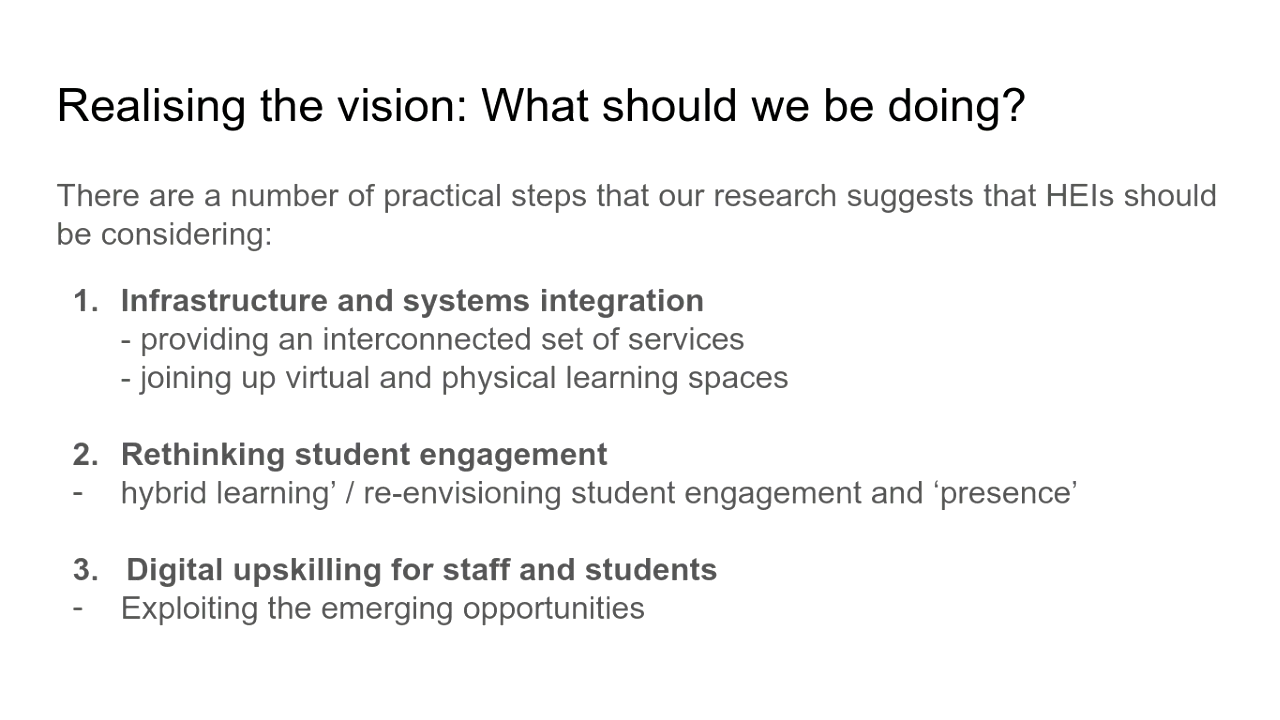 Realising the vision: What should we be doing?
There are a number of practical steps that our research suggests that HEIs should
be considering:
1. Infrastructure and systems integration
- providing an interconnected set of services
- joining up virtual and physical learning spaces
2. Rethinking student engagement
- hybrid learning’ / re-envisioning student engagement and ‘presence’
3. Digital upskilling for staff and students
- Exploiting the emerging opportunities